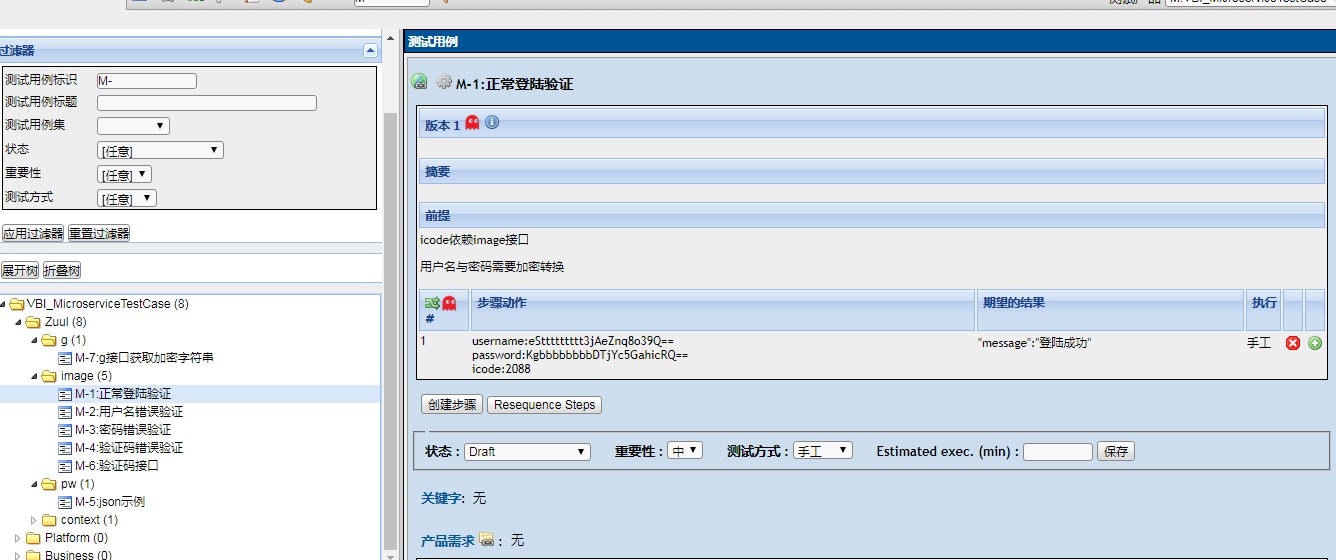 过滤器
测试用例标识 M-
测试用例标题
测试用例集
状态 [任意]
重要性 [任意]
测试方式 [任意]
应用过滤器 重置过滤器
展开树 折叠树
VBI_MicroserviceTestCase (8)
Zuul (8)
g (1)
M-7:g接口获取加密字符串
image (5)
M-1:正常登陆验证
M-2:用户名错误验证
M-3:密码错误验证
M-4:验证码错误验证
M-6:验证码接口
pw (1)
M-5:json示例
context (1)
Platform (0)
Business (0)
测试用例
M-1:正常登陆验证
版本 1
摘要
前提
icode依赖image接口
用户名与密码需要加密转换
# 步骤动作 期望的结果 执行
1 username:eSttttttttt3jAeZnq8o39Q== "message":"登陆成功" 手工
password:KgbbbbbbbbDTjYc5GahicRQ==
icode:2088
创建步骤 Resequence Steps
状态 : Draft 重要性 : 中 测试方式 : 手工 Estimated exec. (min) : 保存
关键字: 无
产品需求 : 无